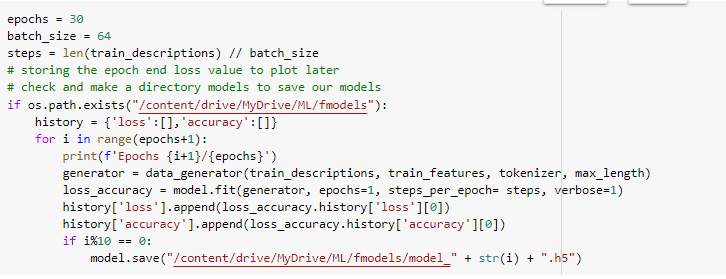 epochs = 30
batch_size = 64
steps = len(train_descriptions) // batch_size
# storing the epoch end loss value to plot later
# check and make a directory models to save our models
if os.path.exists("/content/drive/MyDrive/ML/fmodels"):
    history = {'loss':[],'accuracy':[]}
    for i in range(epochs+1):
        print(f'Epochs {i+1}/{epochs}')
        generator = data_generator(train_descriptions, train_features, tokenizer, max_length)
        loss_accuracy = model.fit(generator, epochs=1, steps_per_epoch= steps, verbose=1)
        history['loss'].append(loss_accuracy.history['loss'][0])
        history['accuracy'].append(loss_accuracy.history['accuracy'][0])
        if i%10 == 0:
            model.save("/content/drive/MyDrive/ML/fmodels/model_" + str(i) + ".h5")